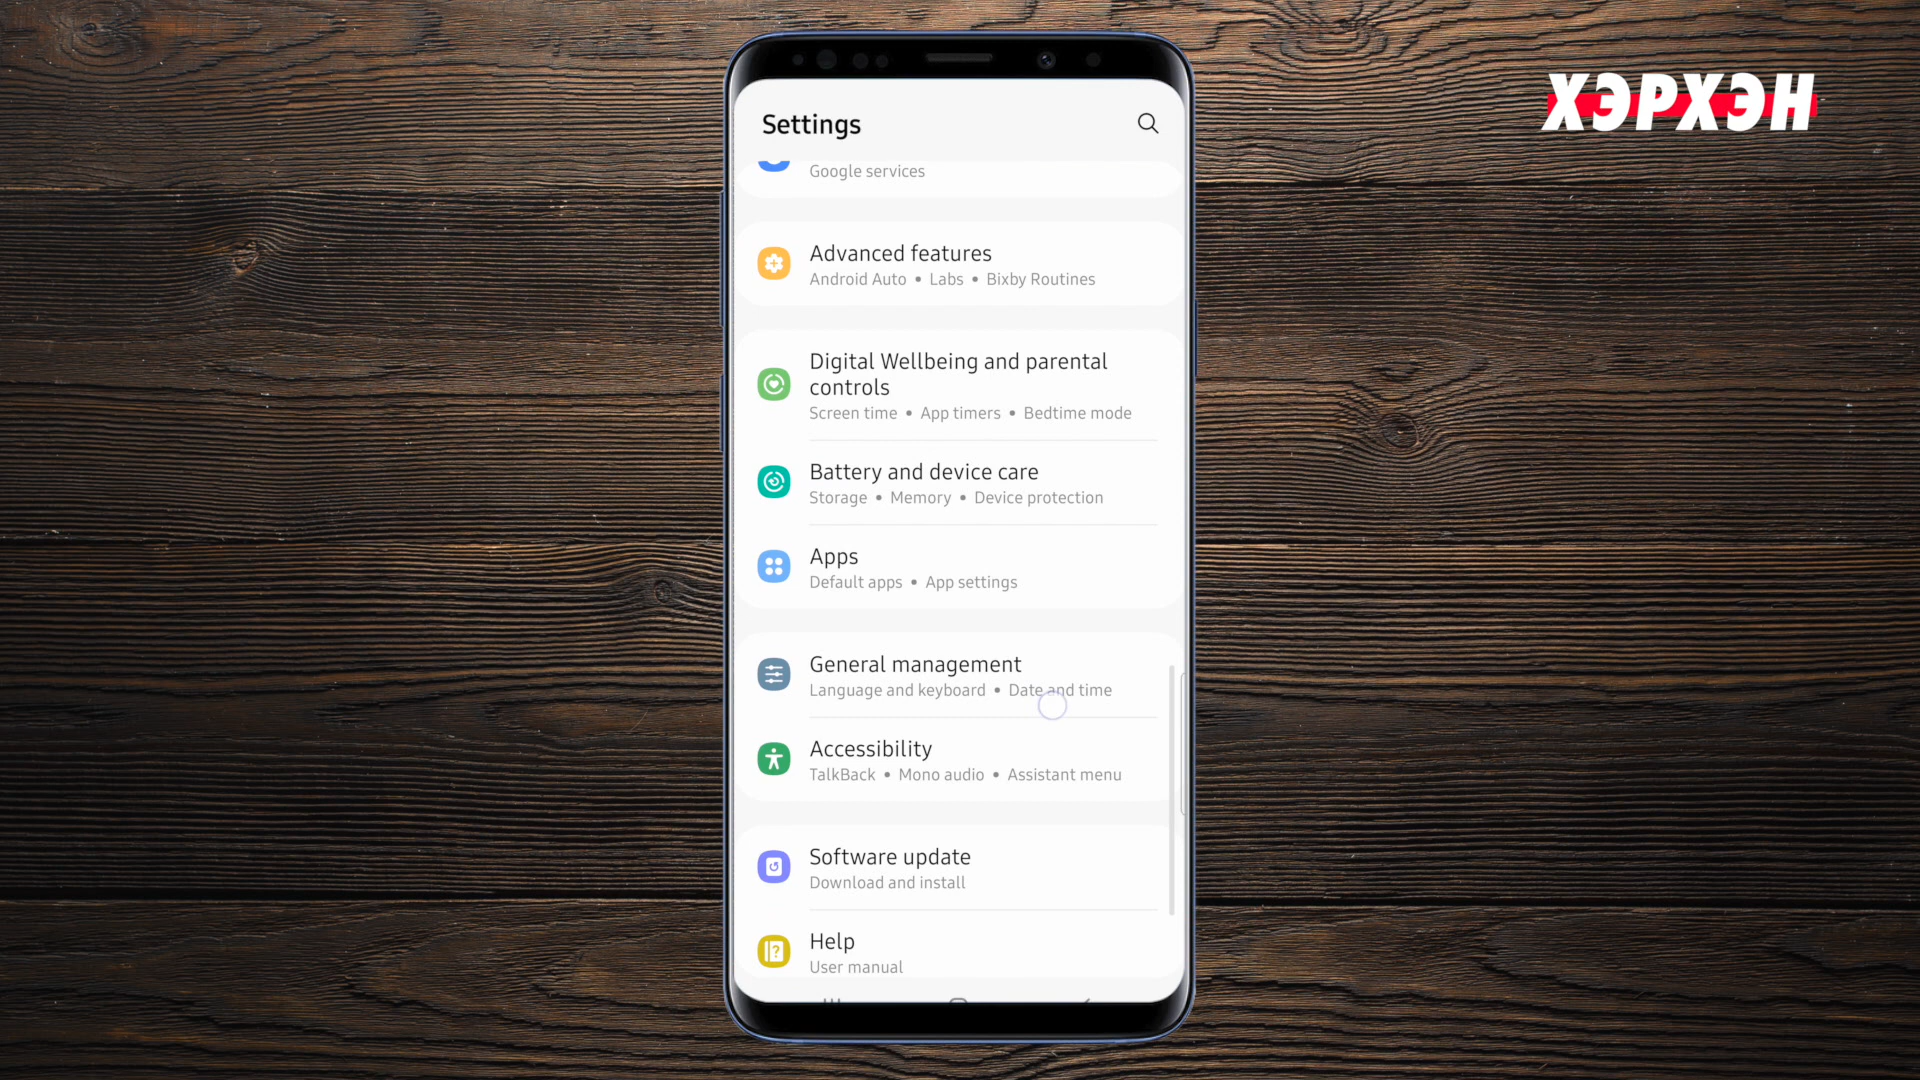 ХЭРХЭН
Settings
Google services
Advanced features
Android Auto • Labs • Bixby Routines
Digital Wellbeing and parental
controls
Screen time • App timers • Bedtime mode
Battery and device care
Storage • Memory • Device protection
Apps
Default apps • App settings
General management
Language and keyboard • Date and time
Accessibility
TalkBack • Mono audio • Assistant menu
Software update
Download and install
Help
User manual